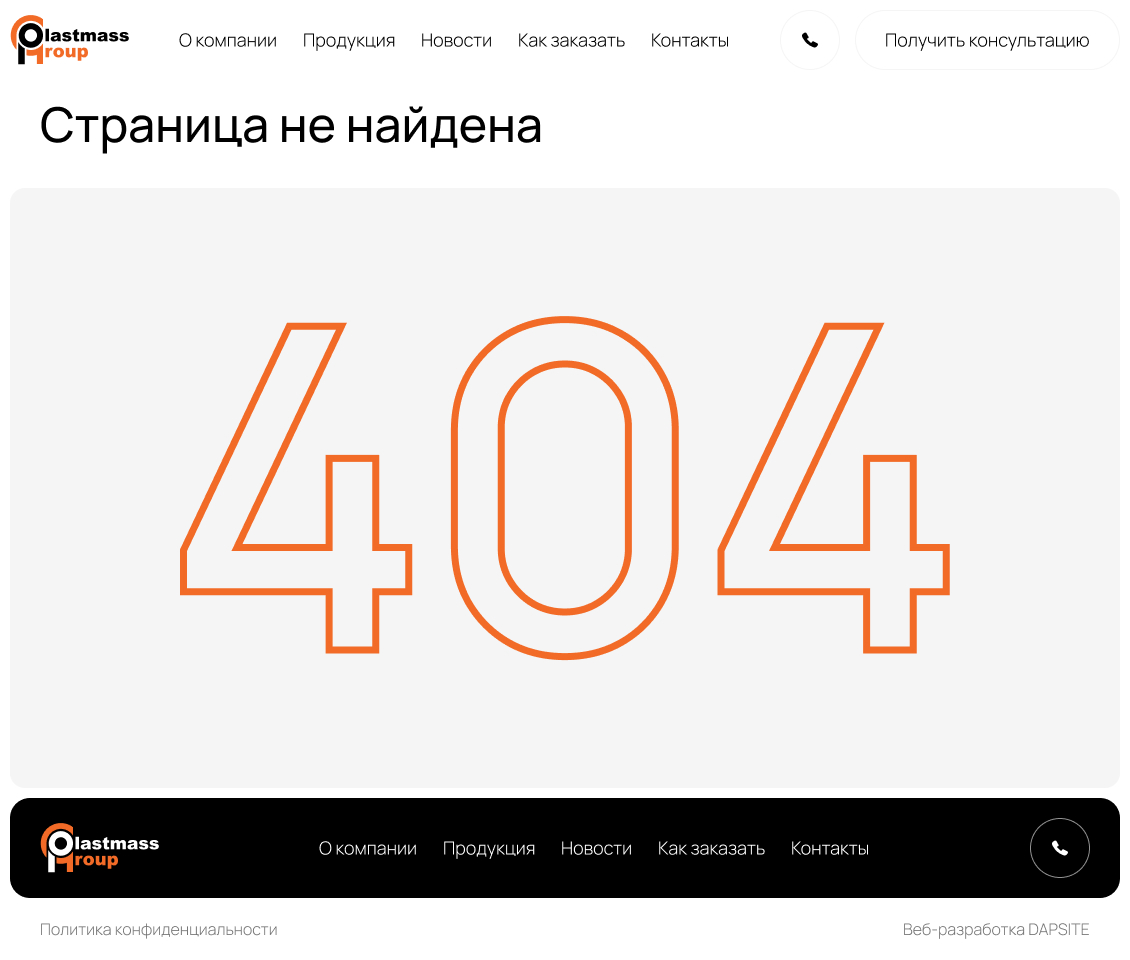 Plastmass Group
О компании Продукция Новости Как заказать Контакты Получить консультацию
Страница не найдена
404
Plastmass Group
О компании Продукция Новости Как заказать Контакты
Политика конфиденциальности Веб-разработка DAPSITE